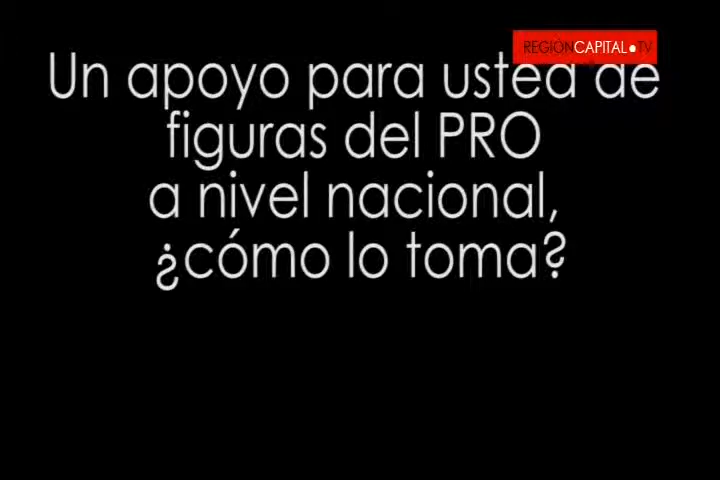 REGIÓNCAPITAL●TV
Un apoyo para usted de
figuras del PRO
a nivel nacional,
¿cómo lo toma?